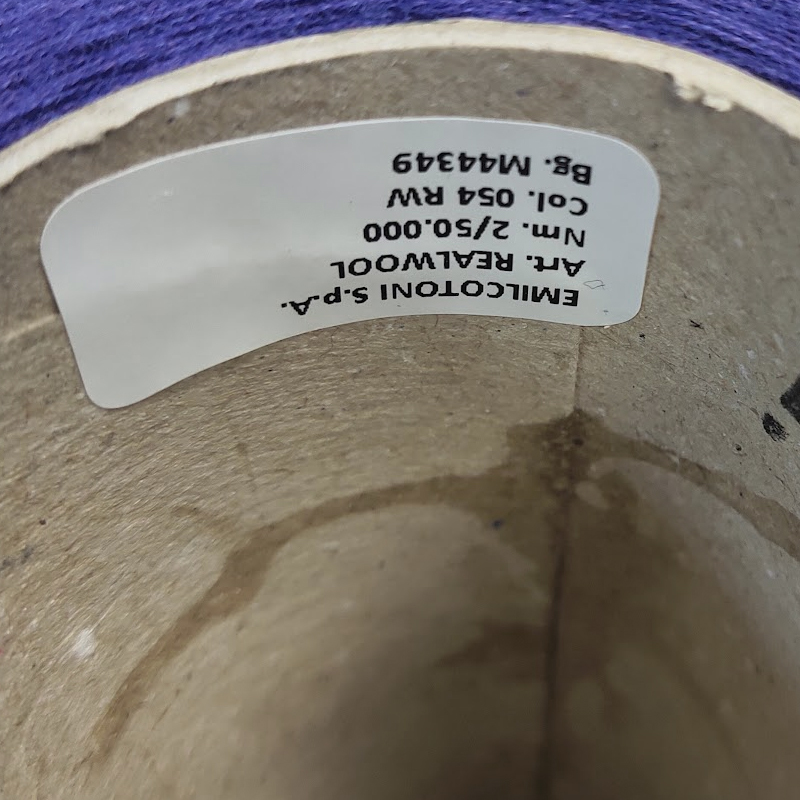 EMILCOTONI S.p.A.
Art. REALWOOL
Nm. 2/50.000
Col. 054 RW
Bg. M44349